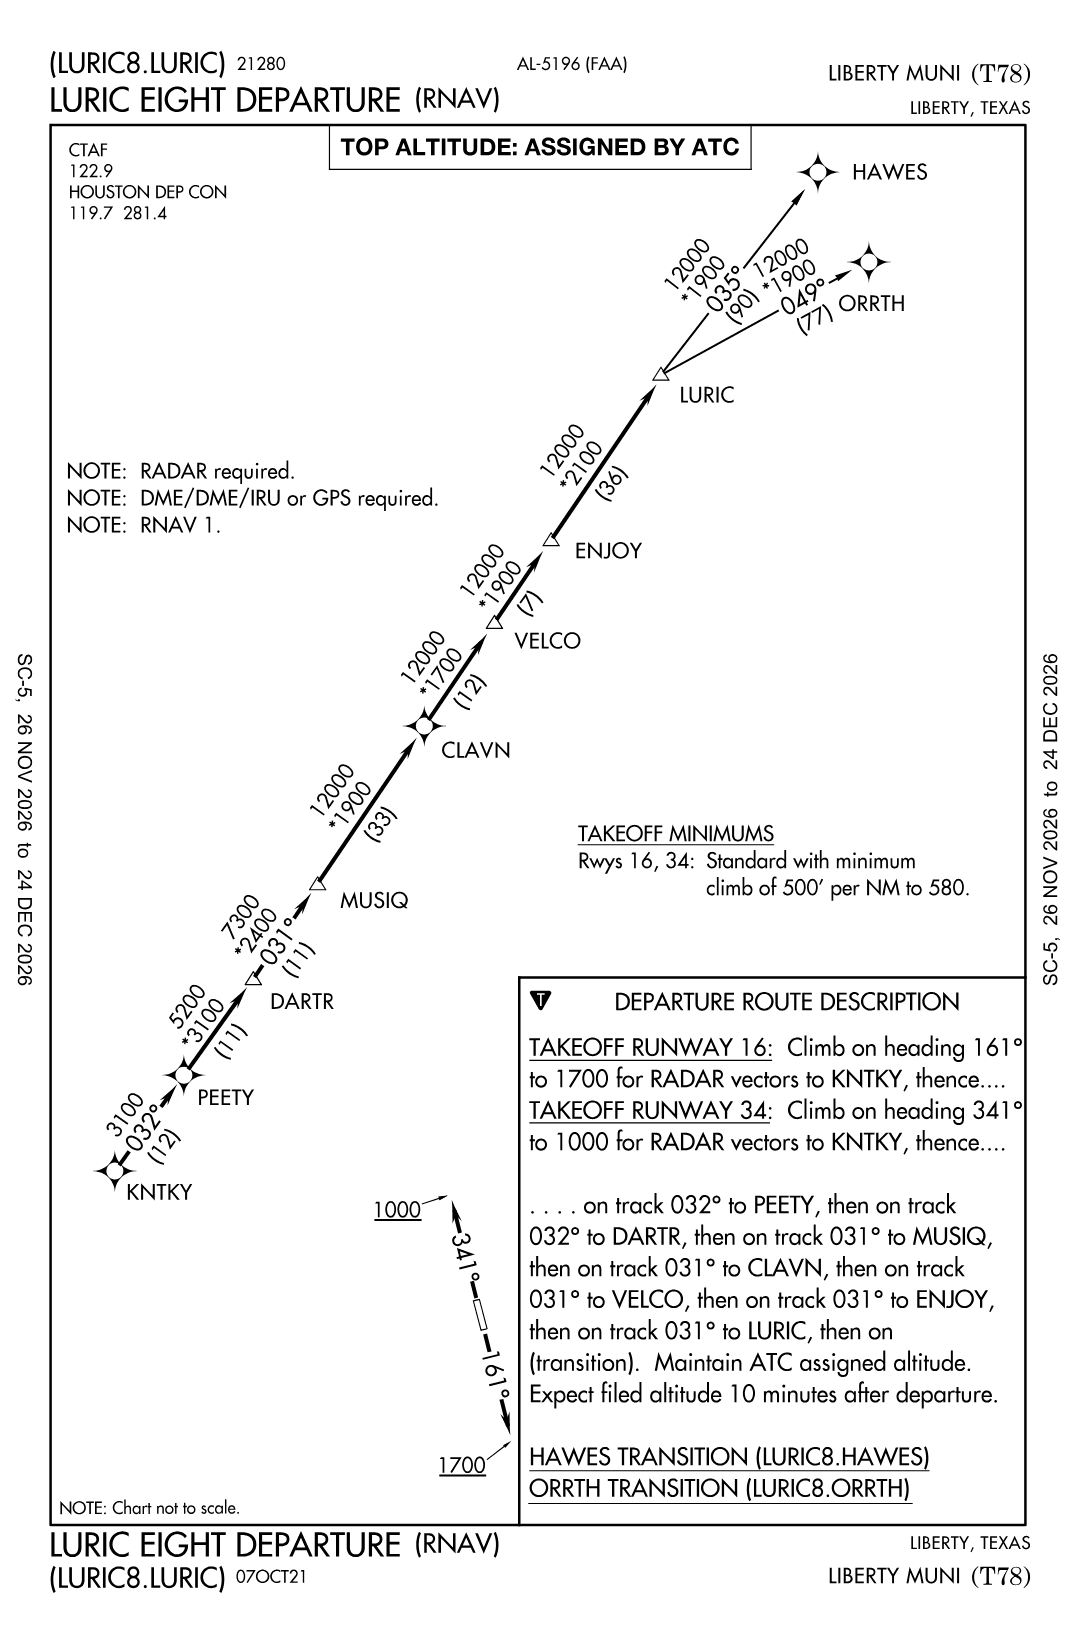 (LURIC8.LURIC) 21280
AL-5196 (FAA)
LIBERTY MUNI (T78)
LURIC EIGHT DEPARTURE (RNAV)
LIBERTY, TEXAS
TOP ALTITUDE: ASSIGNED BY ATC
CTAF
122.9
HOUSTON DEP CON
119.7 281.4
HAWES
12000
*1900
035°
(90)
12000
*1900
049°
(77)
ORRTH
LURIC
12000
*2100
(36)
NOTE: RADAR required.
NOTE: DME/DME/IRU or GPS required.
NOTE: RNAV 1.
ENJOY
12000
*1900
(7)
VELCO
12000
*1700
(12)
CLAVN
12000
*1900
(33)
TAKEOFF MINIMUMS
Rwys 16, 34: Standard with minimum
climb of 500' per NM to 580.
MUSIQ
7300
*2400
031°
(11)
DARTR
5200
*3100
(11)
PEETY
3100
032°
(12)
KNTKY
1000
341°
161°
1700
NOTE: Chart not to scale.
T
DEPARTURE ROUTE DESCRIPTION
TAKEOFF RUNWAY 16: Climb on heading 161°
to 1700 for RADAR vectors to KNTKY, thence....
TAKEOFF RUNWAY 34: Climb on heading 341°
to 1000 for RADAR vectors to KNTKY, thence....
. . . . on track 032° to PEETY, then on track
032° to DARTR, then on track 031° to MUSIQ,
then on track 031° to CLAVN, then on track
031° to VELCO, then on track 031° to ENJOY,
then on track 031° to LURIC, then on
(transition). Maintain ATC assigned altitude.
Expect filed altitude 10 minutes after departure.
HAWES TRANSITION (LURIC8.HAWES)
ORRTH TRANSITION (LURIC8.ORRTH)
SC-5, 26 NOV 2026 to 24 DEC 2026
SC-5, 26 NOV 2026 to 24 DEC 2026
LURIC EIGHT DEPARTURE (RNAV)
LIBERTY, TEXAS
(LURIC8.LURIC) 07OCT21
LIBERTY MUNI (T78)